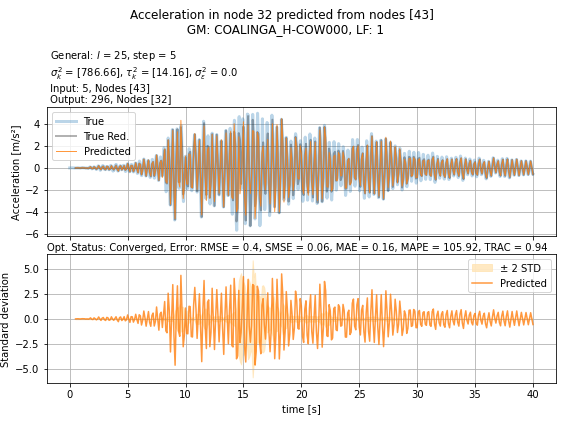 Acceleration in node 32 predicted from nodes [43]
GM: COALINGA_H-COW000, LF: 1
General: l = 25, step = 5
σ²ₖ = [786.66], τ²ₖ = [14.16], σ²ε = 0.0
Input: 5, Nodes [43]
Output: 296, Nodes [32]
True
True Red.
Predicted
Acceleration [m/s²]
4
2
0
−2
−4
−6
Opt. Status: Converged, Error: RMSE = 0.4, SMSE = 0.06, MAE = 0.16, MAPE = 105.92, TRAC = 0.94
± 2 STD
Predicted
Standard deviation
5.0
2.5
0.0
−2.5
−5.0
0 5 10 15 20 25 30 35 40
time [s]